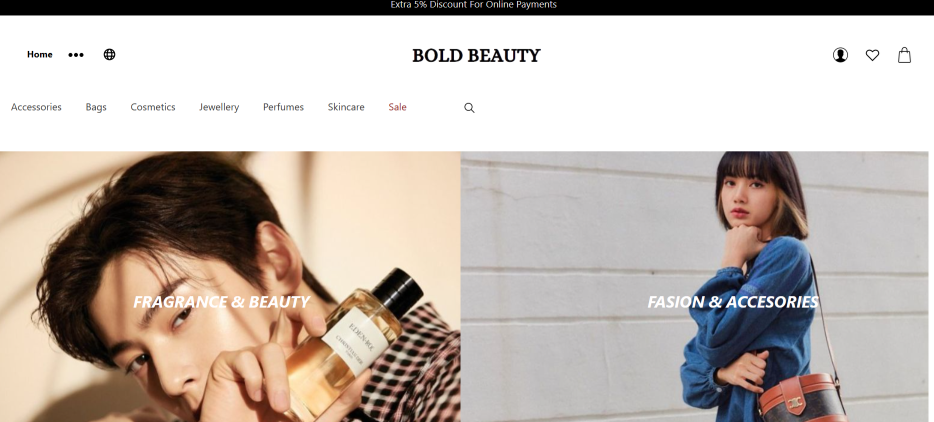 Extra 5% Discount For Online Payments
Home
BOLD BEAUTY
Accessories Bags Cosmetics Jewellery Perfumes Skincare Sale
FRAGRANCE & BEAUTY
FASION & ACCESORIES